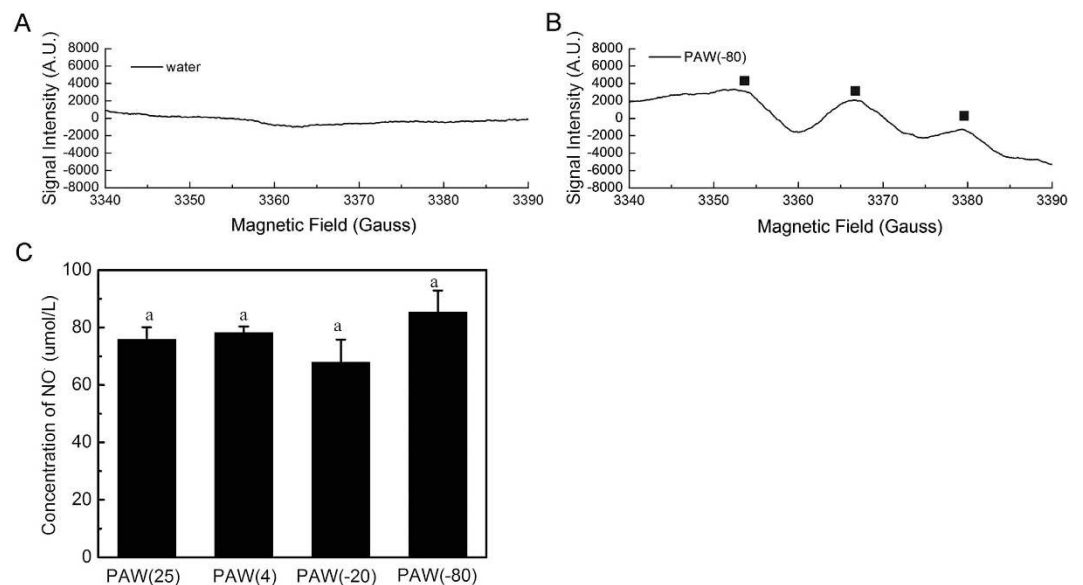 A
Signal Intensity (A.U.)
8000
6000
4000
2000
0
-2000
-4000
-6000
-8000
water
3340 3350 3360 3370 3380 3390
Magnetic Field (Gauss)
B
Signal Intensity (A.U.)
8000
6000
4000
2000
0
-2000
-4000
-6000
-8000
PAW(-80)
3340 3350 3360 3370 3380 3390
Magnetic Field (Gauss)
C
Concentration of NO· (umol/L)
100
80
60
40
20
0
a a a a
PAW(25) PAW(4) PAW(-20) PAW(-80)